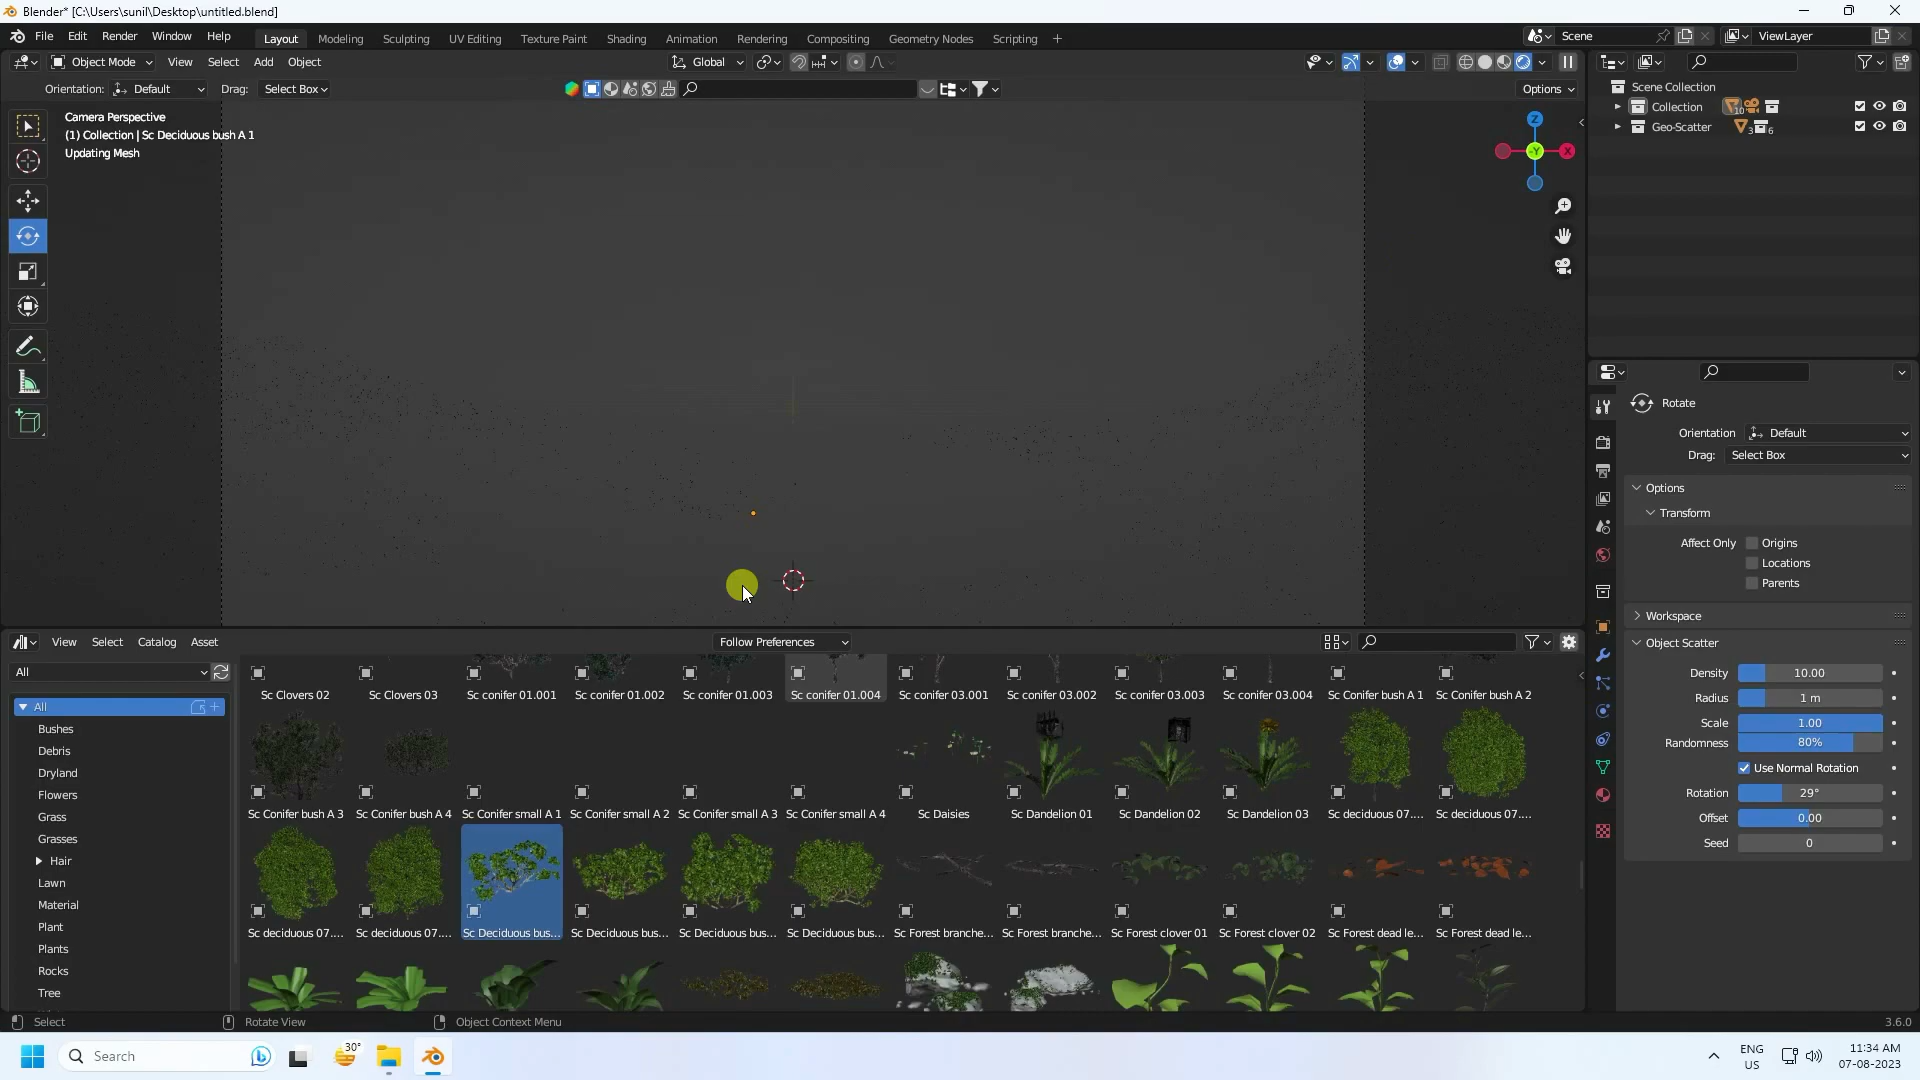 Blender* [C:\Users\sunil\Desktop\untitled.blend]
File Edit Render Window Help Layout Modeling Sculpting UV Editing Texture Paint Shading Animation Rendering Compositing Geometry Nodes Scripting + Scene ViewLayer
Object Mode View Select Add Object Global
Orientation: Default Drag: Select Box Options
Camera Perspective
(1) Collection | Sc Deciduous bush A 1
Updating Mesh
Z
-Y
X
Scene Collection
Collection 10
Geo-Scatter 3 6
Rotate
Orientation Default
Drag: Select Box
Options
Transform
Affect Only Origins
Locations
Parents
Workspace
Object Scatter
Density 10.00
Radius 1 m
Scale 1.00
Randomness 80%
Use Normal Rotation
Rotation 29°
Offset 0.00
Seed 0
View Select Catalog Asset Follow Preferences
All
All
Bushes
Debris
Dryland
Flowers
Grass
Grasses
Hair
Lawn
Material
Plant
Plants
Rocks
Tree
Sc Clovers 02 Sc Clovers 03 Sc conifer 01.001 Sc conifer 01.002 Sc conifer 01.003 Sc conifer 01.004 Sc conifer 03.001 Sc conifer 03.002 Sc conifer 03.003 Sc conifer 03.004 Sc Conifer bush A 1 Sc Conifer bush A 2
Sc Conifer bush A 3 Sc Conifer bush A 4 Sc Conifer small A 1 Sc Conifer small A 2 Sc Conifer small A 3 Sc Conifer small A 4 Sc Daisies Sc Dandelion 01 Sc Dandelion 02 Sc Dandelion 03 Sc deciduous 07.... Sc deciduous 07....
Sc deciduous 07.... Sc deciduous 07.... Sc Deciduous bus... Sc Deciduous bus... Sc Deciduous bus... Sc Deciduous bus... Sc Forest branche... Sc Forest branche... Sc Forest clover 01 Sc Forest clover 02 Sc Forest dead le... Sc Forest dead le...
Select Rotate View Object Context Menu 3.6.0
Search 30° ENG US 11:34 AM 07-08-2023